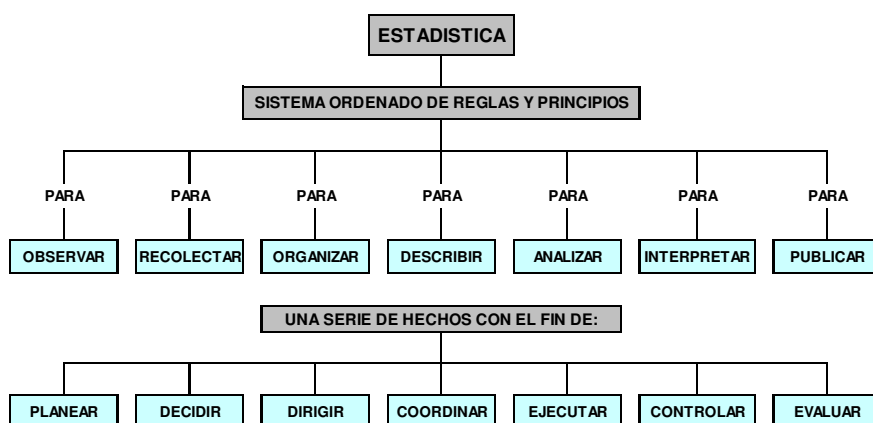 ESTADISTICA
SISTEMA ORDENADO DE REGLAS Y PRINCIPIOS
PARA PARA PARA PARA PARA PARA PARA
OBSERVAR RECOLECTAR ORGANIZAR DESCRIBIR ANALIZAR INTERPRETAR PUBLICAR
UNA SERIE DE HECHOS CON EL FIN DE:
PLANEAR DECIDIR DIRIGIR COORDINAR EJECUTAR CONTROLAR EVALUAR